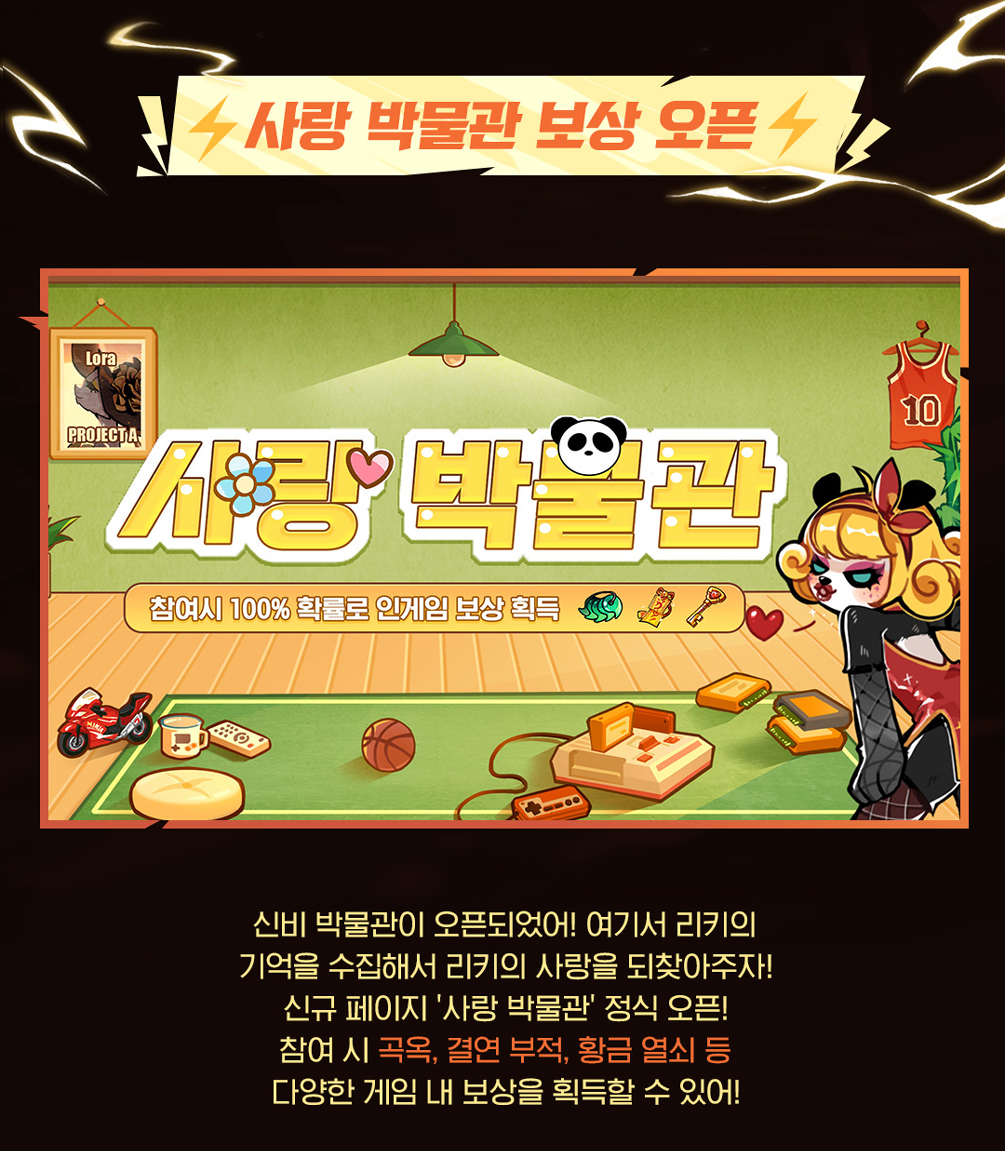 사랑 박물관 보상 오픈
Lora
PROJECT A
10
사랑 박물관
참여시 100% 확률로 인게임 보상 획득
신비 박물관이 오픈되었어! 여기서 리키의
기억을 수집해서 리키의 사랑을 되찾아주자!
신규 페이지 '사랑 박물관' 정식 오픈!
참여 시 곡옥, 결연 부적, 황금 열쇠 등
다양한 게임 내 보상을 획득할 수 있어!